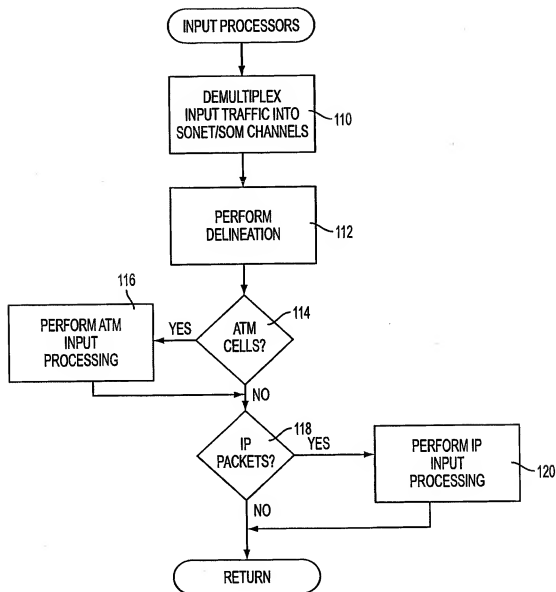 INPUT PROCESSORS
DEMULTIPLEX
INPUT TRAFFIC INTO
SONET/SOM CHANNELS
110
PERFORM
DELINEATION
112
116
PERFORM ATM
INPUT
PROCESSING
YES
ATM
CELLS?
114
NO
IP
PACKETS?
118
YES
PERFORM IP
INPUT
PROCESSING
120
NO
RETURN